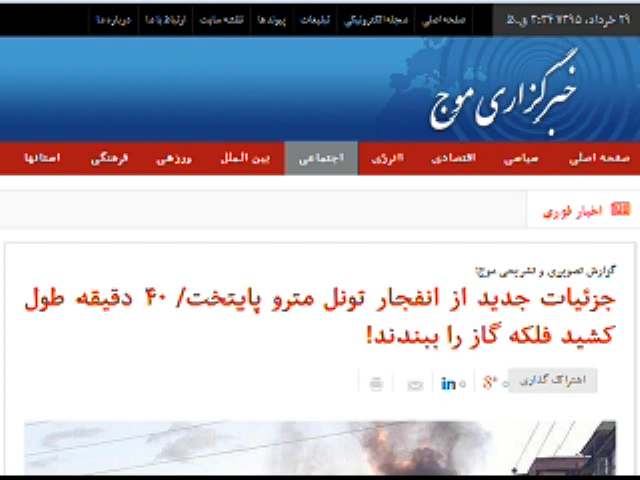 ۲۹ خرداد، ۱۳۹۵ ۲:۳۴ ق.ظ
صفحه اصلی مجله الکترونیکی تبلیغات پیوندها نقشه سایت ارتباط با ما درباره ما
خبرگزاری موج
صفحه اصلی سیاسی اقتصادی انرژی اجتماعی بین الملل ورزشی فرهنگی استانها
اخبار فوری
گزارش تصویری و تشریحی موج؛
جزئیات جدید از انفجار تونل مترو پایتخت/ ۴۰ دقیقه طول
کشید فلکه گاز را ببندند!
اشتراک گذاری